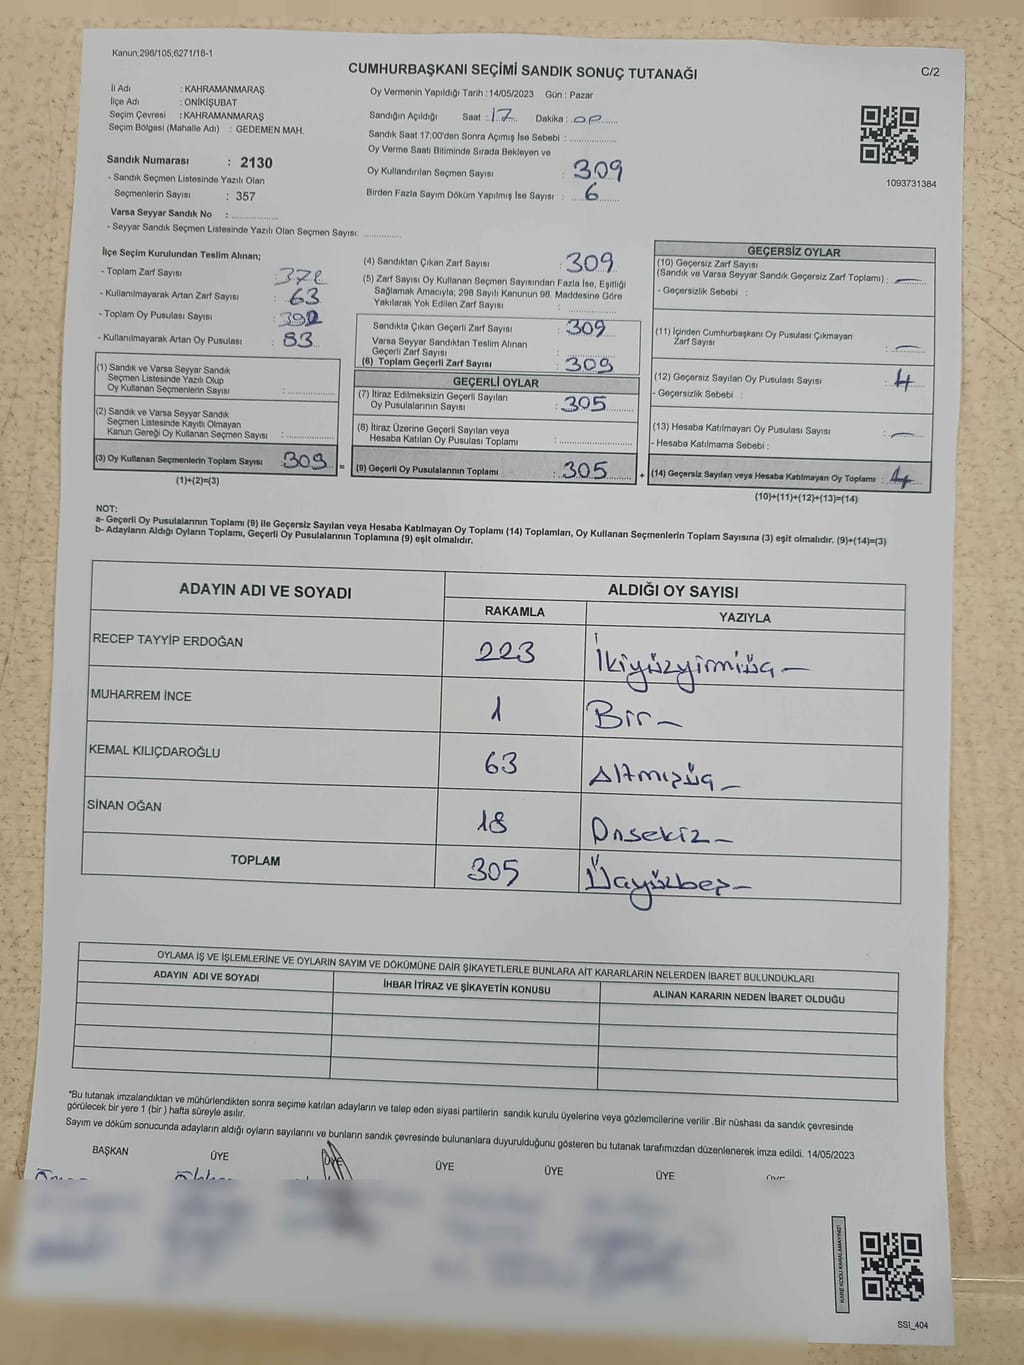 Kanun;298/105,6271/18-1
CUMHURBAŞKANI SEÇİMİ SANDIK SONUÇ TUTANAĞI
C/2
İl Adı : KAHRAMANMARAŞ
İlçe Adı : ONİKİŞUBAT
Seçim Çevresi : KAHRAMANMARAŞ
Seçim Bölgesi (Mahalle Adı) : GEDEMEN MAH.
Sandık Numarası : 2130
- Sandık Seçmen Listesinde Yazılı Olan
Seçmenlerin Sayısı : 357
Varsa Seyyar Sandık No : ..............
- Seyyar Sandık Seçmen Listesinde Yazılı Olan Seçmen Sayısı: ............
Oy Vermenin Yapıldığı Tarih : 14/05/2023 Gün : Pazar
Sandığın Açıldığı Saat : 17 Dakika :
Sandık Saat 17:00'den Sonra Açımış İse Sebebi : ..............
Oy Verme Saati Bitiminde Sırada Bekleyen ve
Oy Kullandırılan Seçmen Sayısı : 309
Birden Fazla Sayım Döküm Yapılmış İse Sayısı : 6
1093731384
İlçe Seçim Kurulundan Teslim Alınan;
- Toplam Zarf Sayısı : 372
- Kullanılmayarak Artan Zarf Sayısı : 63
- Toplam Oy Pusulası Sayısı :
- Kullanılmayarak Artan Oy Pusulası : 83
(1) Sandık ve Varsa Seyyar Sandık
Seçmen Listesinde Yazılı Olup
Oy Kullanan Seçmenlerin Sayısı : ..............
(2) Sandık ve Varsa Seyyar Sandık
Seçmen Listesinde Kayıtlı Olmayan
Kanun Gereği Oy Kullanan Seçmen Sayısı : ..............
(3) Oy Kullanan Seçmenlerin Toplam Sayısı 309 =
(1)+(2)=(3)
(4) Sandıktan Çıkan Zarf Sayısı : 309
(5) Zarf Sayısı Oy Kullanan Seçmen Sayısından Fazla İse, Eşitliği
Sağlamak Amacıyla, 298 Sayılı Kanunun 98. Maddesine Göre
Yakılarak Yok Edilen Zarf Sayısı : ..............
Sandıkta Çıkan Geçerli Zarf Sayısı : 309
Varsa Seyyar Sandıktan Teslim Alınan
Geçerli Zarf Sayısı : ..............
(6) Toplam Geçerli Zarf Sayısı : 309
GEÇERLİ OYLAR
(7) İtiraz Edilmeksizin Geçerli Sayılan
Oy Pusulalarının Sayısı : 305
(8) İtiraz Üzerine Geçerli Sayılan veya
Hesaba Katılan Oy Pusulası Toplamı : ..............
(9) Geçerli Oy Pusulalarının Toplamı : 305 +
GEÇERSİZ OYLAR
(10) Geçersiz Zarf Sayısı
(Sandık ve Varsa Seyyar Sandık Geçersiz Zarf Toplamı) : —
- Geçersizlik Sebebi :
(11) İçinden Cumhurbaşkanı Oy Pusulası Çıkmayan
Zarf Sayısı : —
(12) Geçersiz Sayılan Oy Pusulası Sayısı : 4
- Geçersizlik Sebebi :
(13) Hesaba Katılmayan Oy Pusulası Sayısı : —
- Hesaba Katılmama Sebebi :
(14) Geçersiz Sayılan veya Hesaba Katılmayan Oy Toplamı : 4
(10)+(11)+(12)+(13)=(14)
NOT:
a- Geçerli Oy Pusulalarının Toplamı (9) ile Geçersiz Sayılan veya Hesaba Katılmayan Oy Toplamı (14) Toplamları, Oy Kullanan Seçmenlerin Toplam Sayısına (3) eşit olmalıdır. (9)+(14)=(3)
b- Adayların Aldığı Oyların Toplamı, Geçerli Oy Pusulalarının Toplamına (9) eşit olmalıdır.
ADAYIN ADI VE SOYADI
ALDIĞI OY SAYISI
RAKAMLA YAZIYLA
RECEP TAYYİP ERDOĞAN 223 İkiyüzyirmiüç —
MUHARREM İNCE 1 Bir —
KEMAL KILIÇDAROĞLU 63 Altmışüç —
SİNAN OĞAN 18 Onsekiz —
TOPLAM 305 Üçyüzbeş —
OYLAMA İŞ VE İŞLEMLERİNE VE OYLARIN SAYIM VE DÖKÜMÜNE DAİR ŞİKAYETLERLE BUNLARA AİT KARARLARIN NELERDEN İBARET BULUNDUKLARI
ADAYIN ADI VE SOYADI İHBAR İTİRAZ VE ŞİKAYETİN KONUSU ALINAN KARARIN NEDEN İBARET OLDUĞU
*Bu tutanak imzalandıktan ve mühürlendikten sonra seçime katılan adayların ve talep eden siyasi partilerin sandık kurulu üyelerine veya gözlemcilerine verilir .Bir nüshası da sandık çevresinde
görülecek bir yere 1 (bir ) hafta süreyle asılır.
Sayım ve döküm sonucunda adayların aldığı oyların sayılarını ve bunların sandık çevresinde bulunanlara duyurulduğunu gösteren bu tutanak tarafımızdan düzenlenerek imza edildi. 14/05/2023
BAŞKAN ÜYE ÜYE ÜYE ÜYE ÜYE ÜYE
KARE KODU KARALAMAYINIZ!
SSI_404